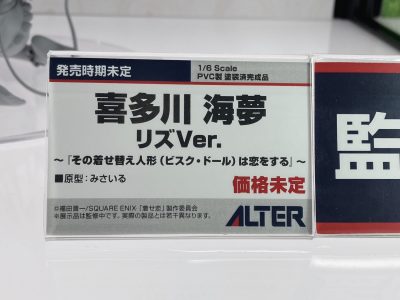 発売時期未定
1/6 Scale
PVC製 塗装済完成品
喜多川 海夢
リズVer.
～『その着せ替え人形（ビスク・ドール）は恋をする』～
■原型：みさいる
価格未定
©福田晋一/SQUARE ENIX・「着せ恋」製作委員会
※展示品は監修中です。実際の製品とは若干異なります。
ALTER
監